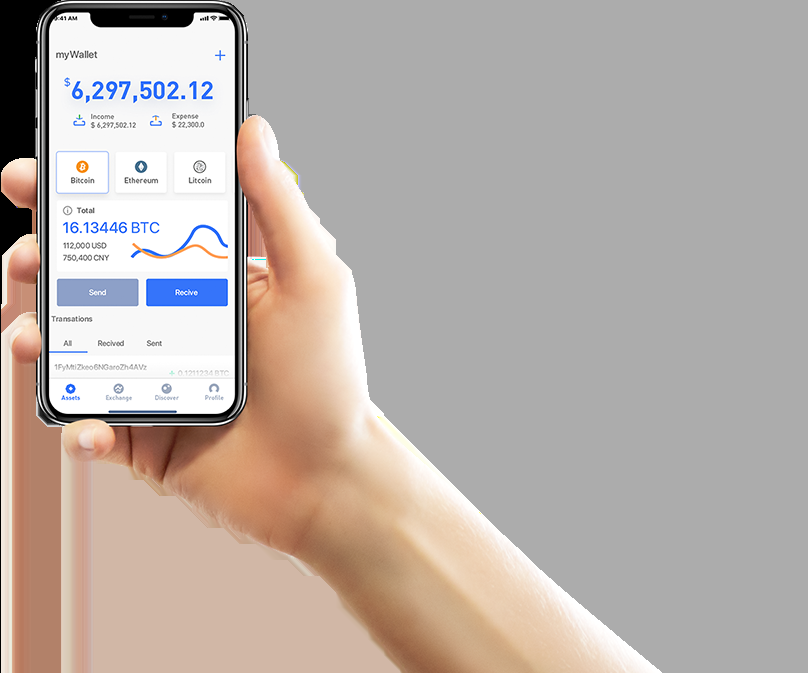 9:41 AM
myWallet
$6,297,502.12
Income
$ 6,297,502.12
Expense
$ 22,300.0
Bitcoin
Ethereum
Litcoin
Total
16.13446 BTC
112,000 USD
750,400 CNY
Send
Recive
Transations
All
Recived
Sent
1FyMtiZkeo6NGaroZh4AVz
+ 0.1211234 BTC
Assets
Exchange
Discover
Profile